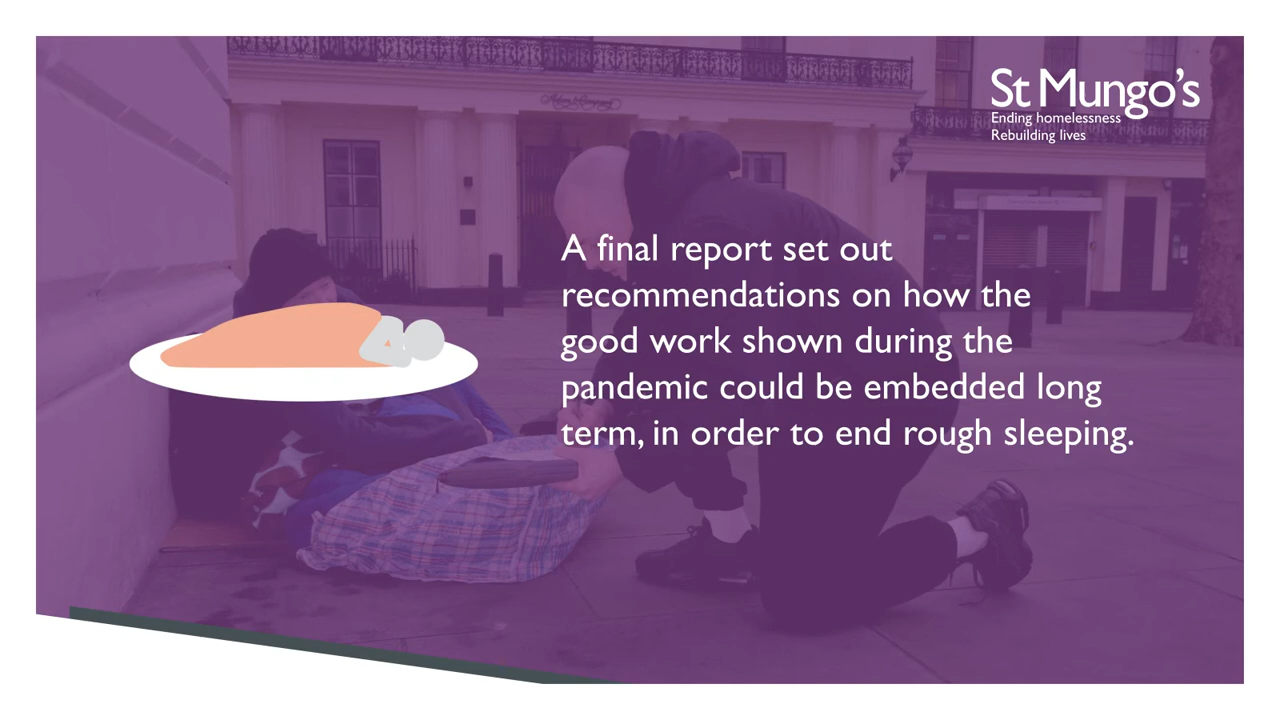 St Mungo's
Ending homelessness
Rebuilding lives
A final report set out
recommendations on how the
good work shown during the
pandemic could be embedded long
term, in order to end rough sleeping.